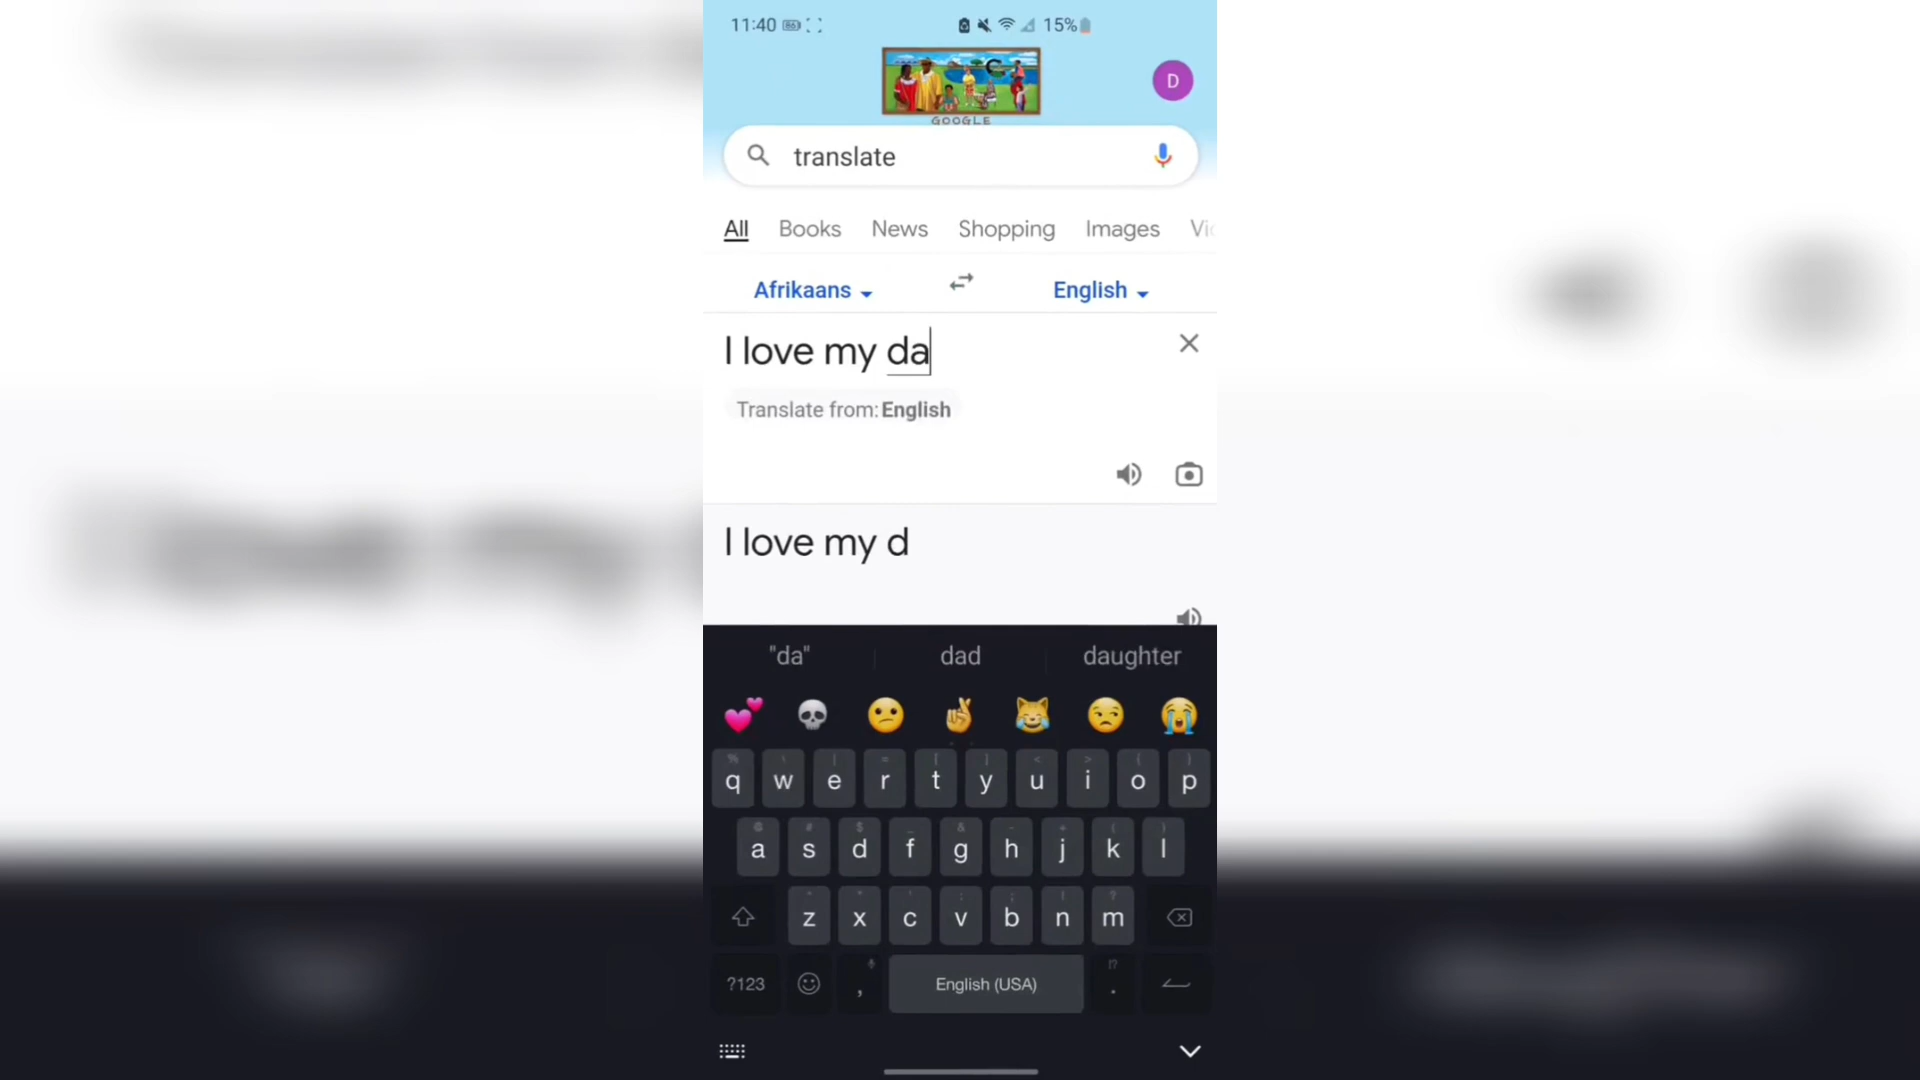 11:40 15%
GOOGLE
D
translate
All Books News Shopping Images Vi
Afrikaans English
I love my da
Translate from: English
I love my d
"da" dad daughter
q w e r t y u i o p
a s d f g h j k l
z x c v b n m
?123 , English (USA) .